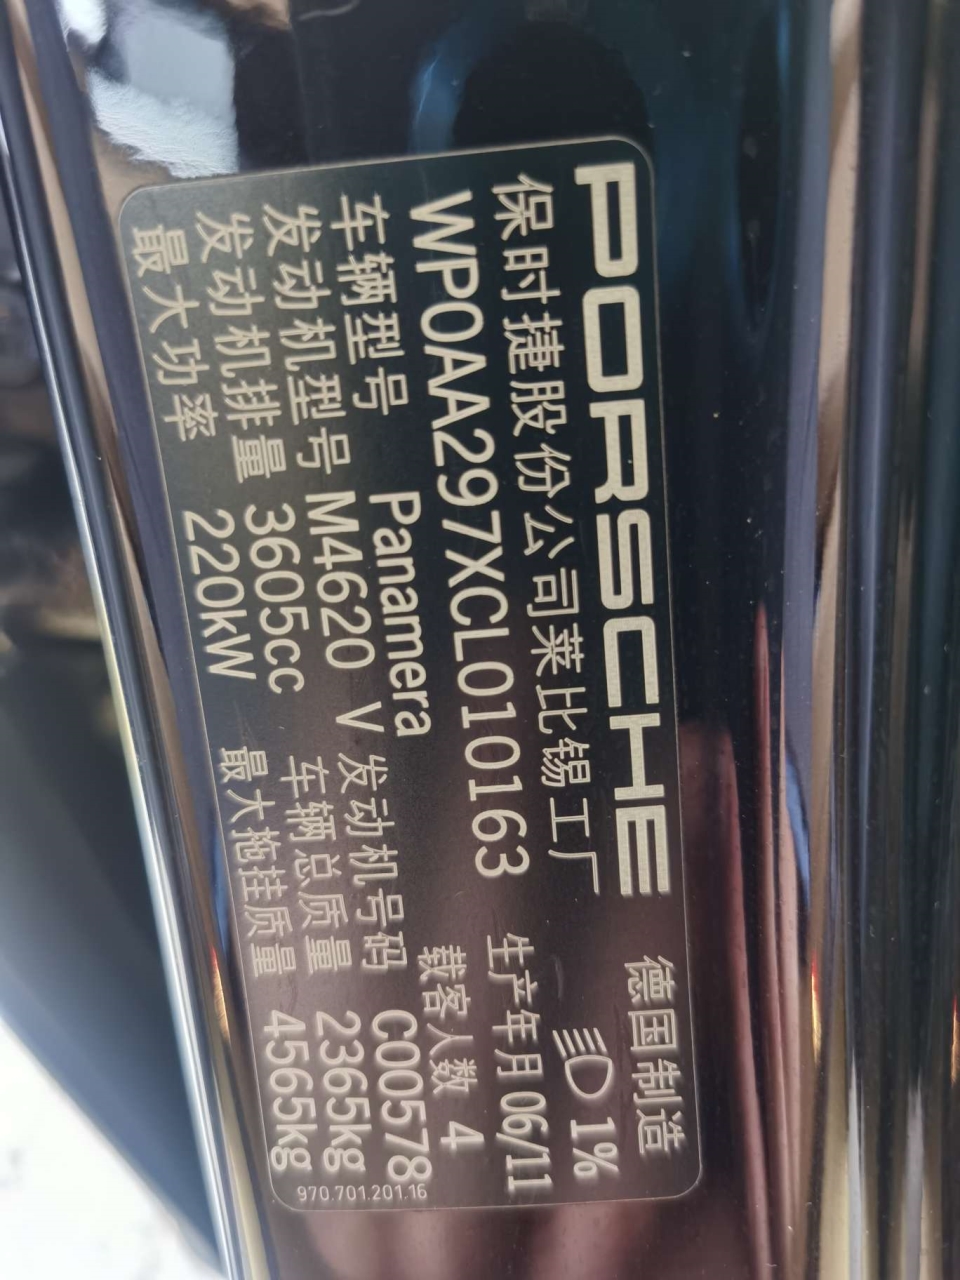 PORSCHE 德国制造
保时捷股份公司莱比锡工厂 1%
WP0AA297XCL010163 生产年月 06/11
载客人数 4
车辆型号 Panamera
发动机型号 M4620 V 发动机号码 C00578
发动机排量 3605cc 车辆总质量 2365kg
最大功率 220kW 最大拖挂质量 4565kg
970.701.201.16